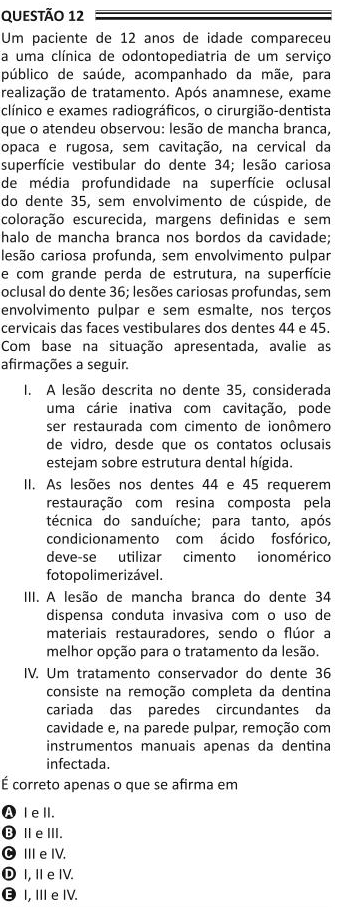 QUESTÃO 12
Um paciente de 12 anos de idade compareceu
a uma clínica de odontopediatria de um serviço
público de saúde, acompanhado da mãe, para
realização de tratamento. Após anamnese, exame
clínico e exames radiográficos, o cirurgião-dentista
que o atendeu observou: lesão de mancha branca,
opaca e rugosa, sem cavitação, na cervical da
superfície vestibular do dente 34; lesão cariosa
de média profundidade na superfície oclusal
do dente 35, sem envolvimento de cúspide, de
coloração escurecida, margens definidas e sem
halo de mancha branca nos bordos da cavidade;
lesão cariosa profunda, sem envolvimento pulpar
e com grande perda de estrutura, na superfície
oclusal do dente 36; lesões cariosas profundas, sem
envolvimento pulpar e sem esmalte, nos terços
cervicais das faces vestibulares dos dentes 44 e 45.
Com base na situação apresentada, avalie as
afirmações a seguir.
I. A lesão descrita no dente 35, considerada
uma cárie inativa com cavitação, pode
ser restaurada com cimento de ionômero
de vidro, desde que os contatos oclusais
estejam sobre estrutura dental hígida.
II. As lesões nos dentes 44 e 45 requerem
restauração com resina composta pela
técnica do sanduíche; para tanto, após
condicionamento com ácido fosfórico,
deve-se utilizar cimento ionomérico
fotopolimerizável.
III. A lesão de mancha branca do dente 34
dispensa conduta invasiva com o uso de
materiais restauradores, sendo o flúor a
melhor opção para o tratamento da lesão.
IV. Um tratamento conservador do dente 36
consiste na remoção completa da dentina
cariada das paredes circundantes da
cavidade e, na parede pulpar, remoção com
instrumentos manuais apenas da dentina
infectada.
É correto apenas o que se afirma em
A I e II.
B II e III.
C III e IV.
D I, II e IV.
E I, III e IV.